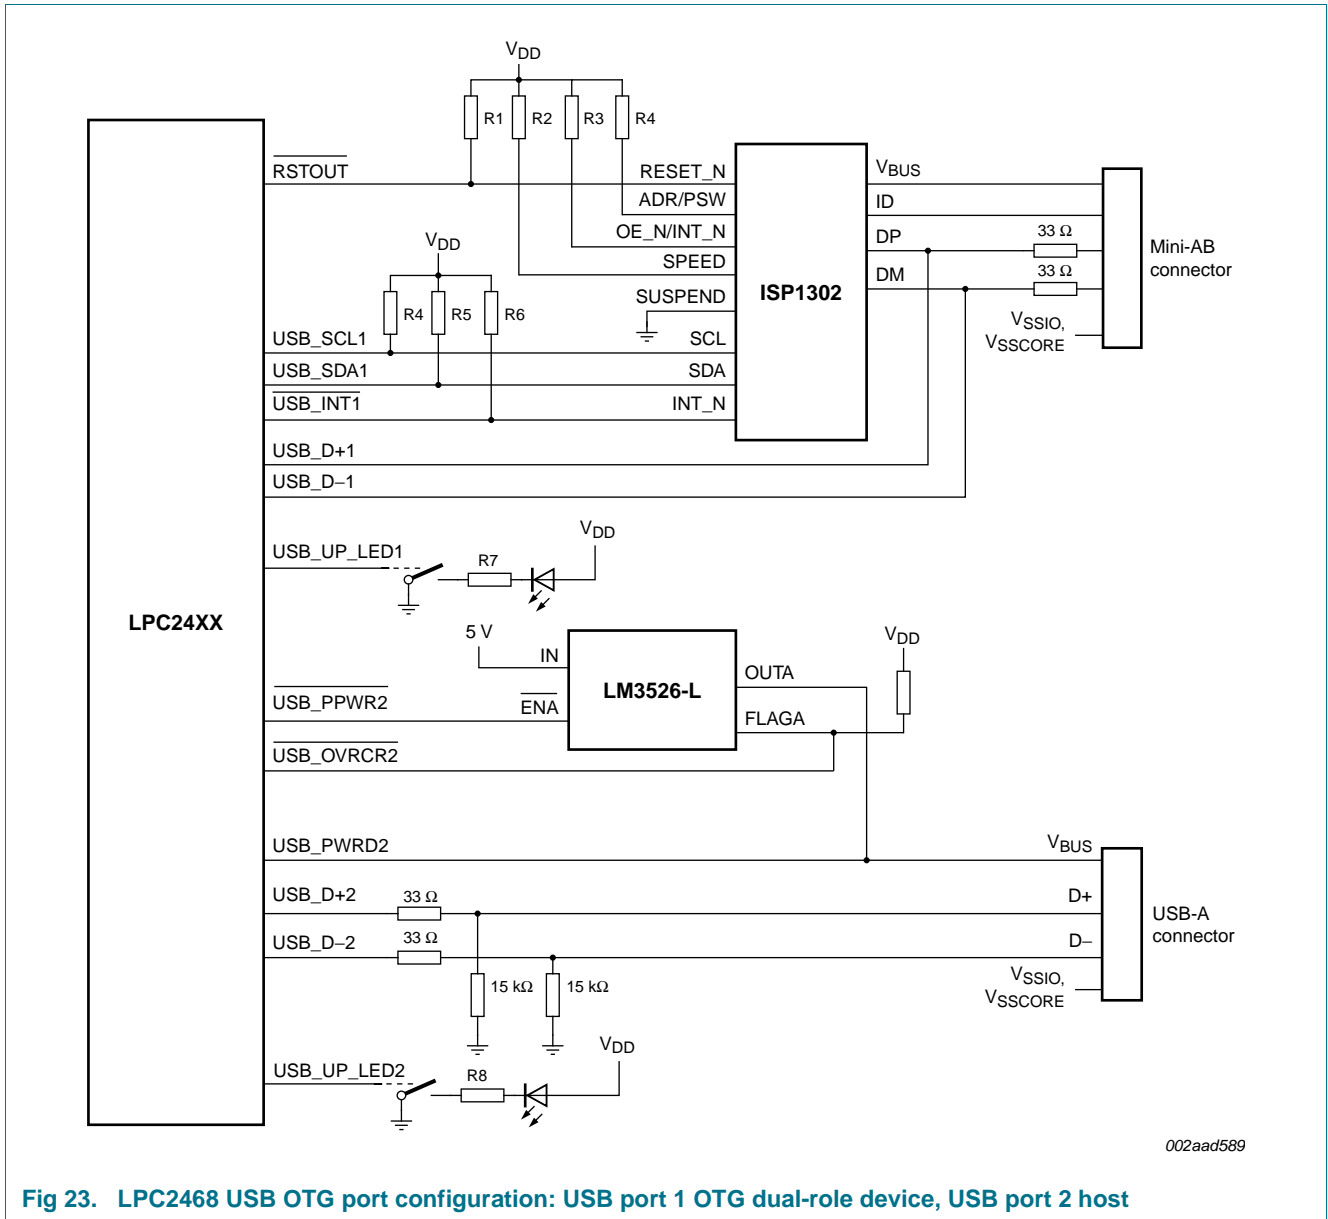 VDD
R1 R2 R3 R4
RSTOUT
RESET_N
ADR/PSW
OE_N/INT_N
SPEED
SUSPEND
SCL
SDA
INT_N
ISP1302
VBUS
ID
DP
DM
33 Ω
33 Ω
Mini-AB
connector
VSSIO,
VSSCORE
VDD
R4 R5 R6
USB_SCL1
USB_SDA1
USB_INT1
USB_D+1
USB_D−1
USB_UP_LED1
R7
VDD
LPC24XX
5 V
IN
ENA
LM3526-L
OUTA
FLAGA
VDD
USB_PPWR2
USB_OVRCR2
USB_PWRD2
VBUS
USB_D+2
33 Ω
D+
USB_D−2
33 Ω
D−
USB-A
connector
15 kΩ
15 kΩ
VSSIO,
VSSCORE
USB_UP_LED2
R8
VDD
002aad589
Fig 23. LPC2468 USB OTG port configuration: USB port 1 OTG dual-role device, USB port 2 host